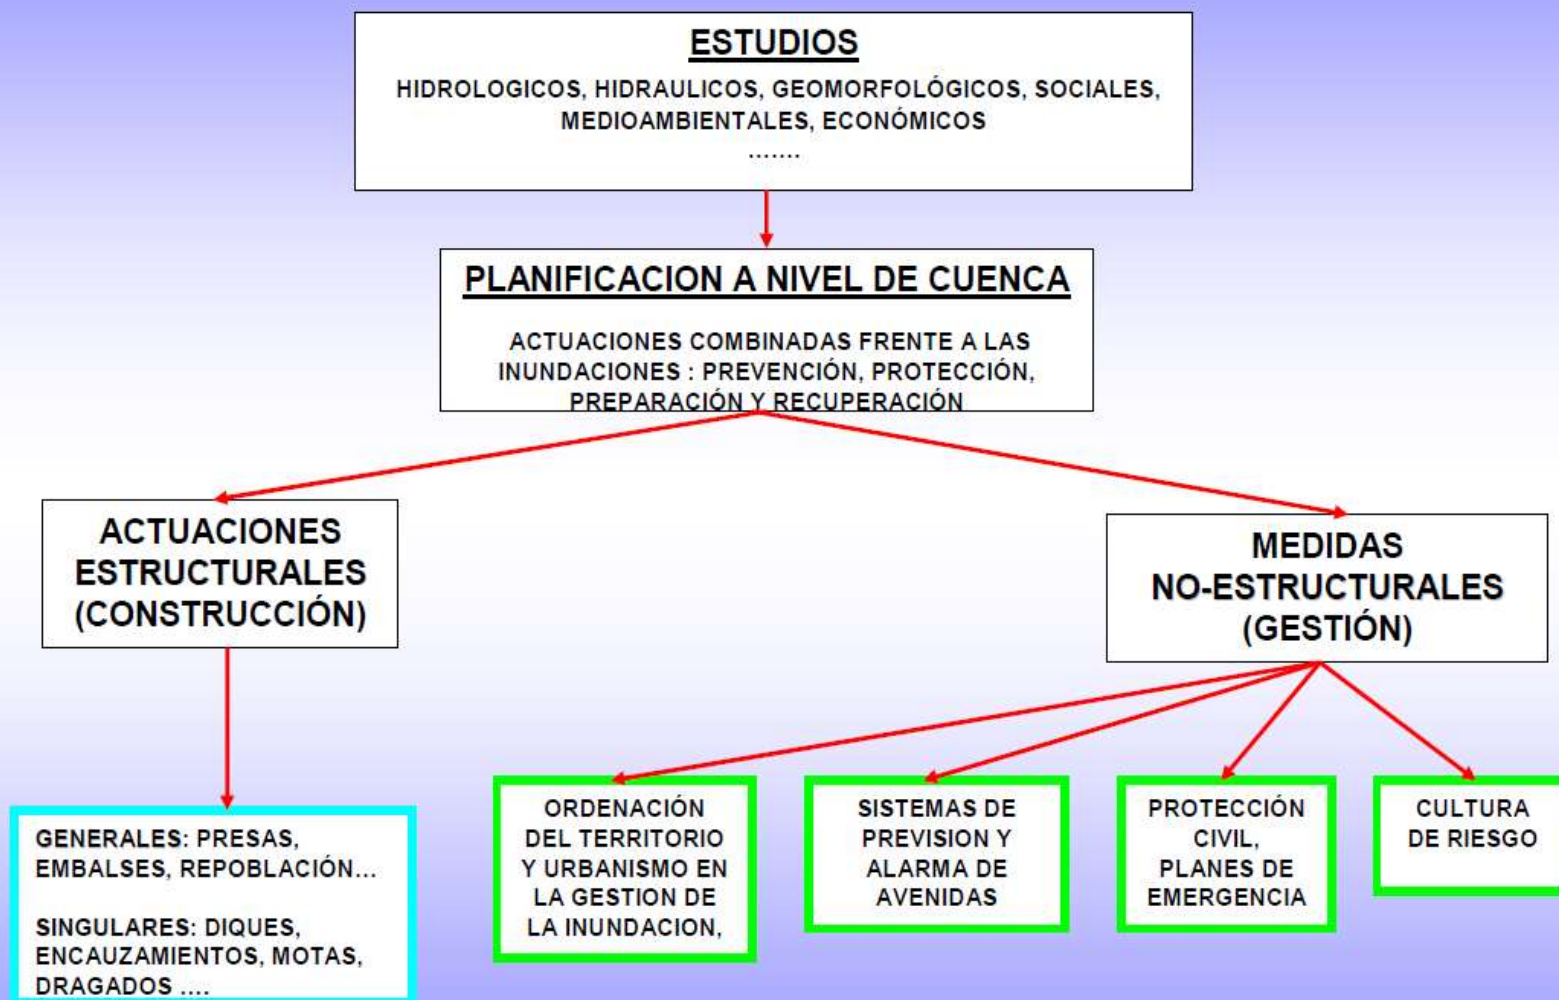 ESTUDIOS
HIDROLOGICOS, HIDRAULICOS, GEOMORFOLÓGICOS, SOCIALES,
MEDIOAMBIENTALES, ECONÓMICOS
.......
PLANIFICACION A NIVEL DE CUENCA
ACTUACIONES COMBINADAS FRENTE A LAS
INUNDACIONES : PREVENCIÓN, PROTECCIÓN,
PREPARACIÓN Y RECUPERACIÓN
ACTUACIONES
ESTRUCTURALES
(CONSTRUCCIÓN)
MEDIDAS
NO-ESTRUCTURALES
(GESTIÓN)
GENERALES: PRESAS,
EMBALSES, REPOBLACIÓN...
SINGULARES: DIQUES,
ENCAUZAMIENTOS, MOTAS,
DRAGADOS ....
ORDENACIÓN
DEL TERRITORIO
Y URBANISMO EN
LA GESTION DE
LA INUNDACION,
SISTEMAS DE
PREVISION Y
ALARMA DE
AVENIDAS
PROTECCIÓN
CIVIL,
PLANES DE
EMERGENCIA
CULTURA
DE RIESGO